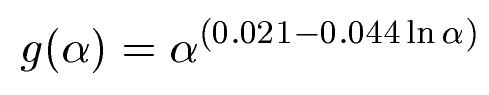 g(α) = α^(0.021−0.044 ln α)